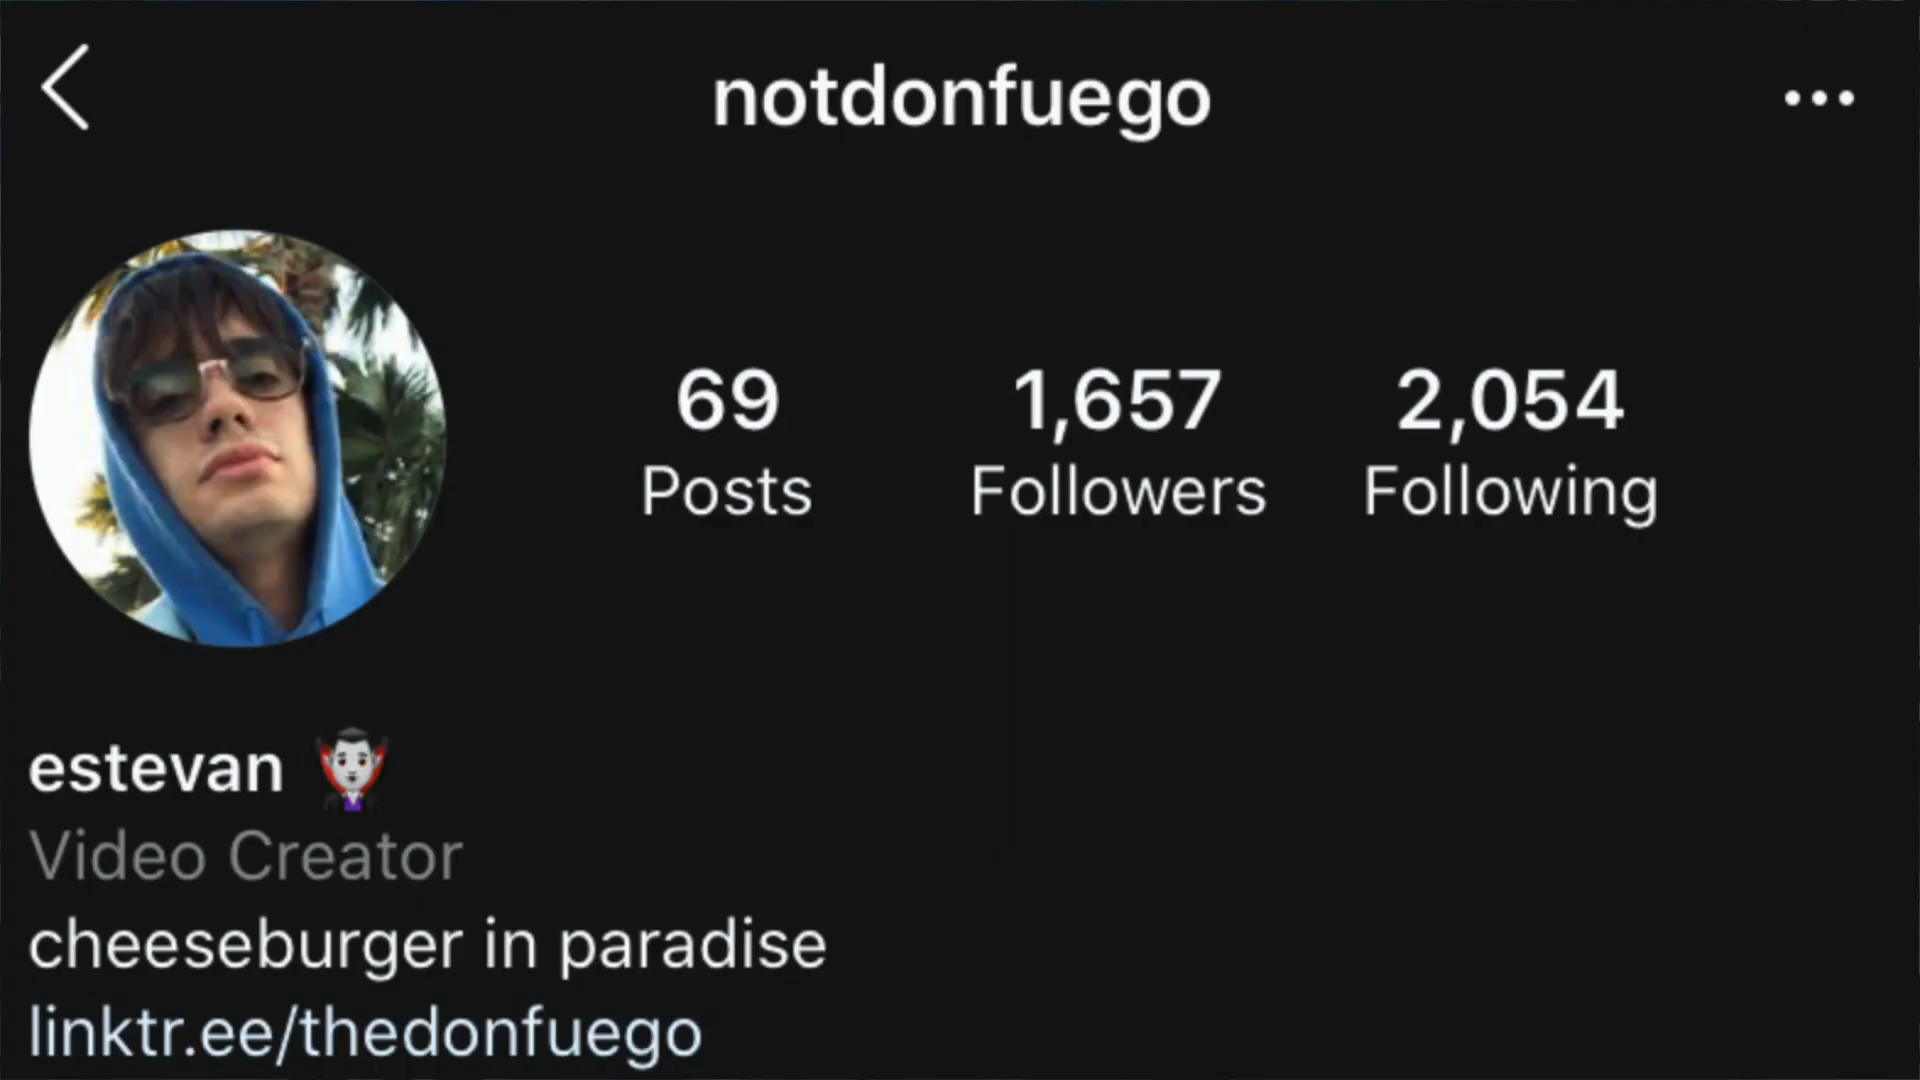 notdonfuego
69 1,657 2,054
Posts Followers Following
estevan 🧛🏻‍♂️
Video Creator
cheeseburger in paradise
linktr.ee/thedonfuego